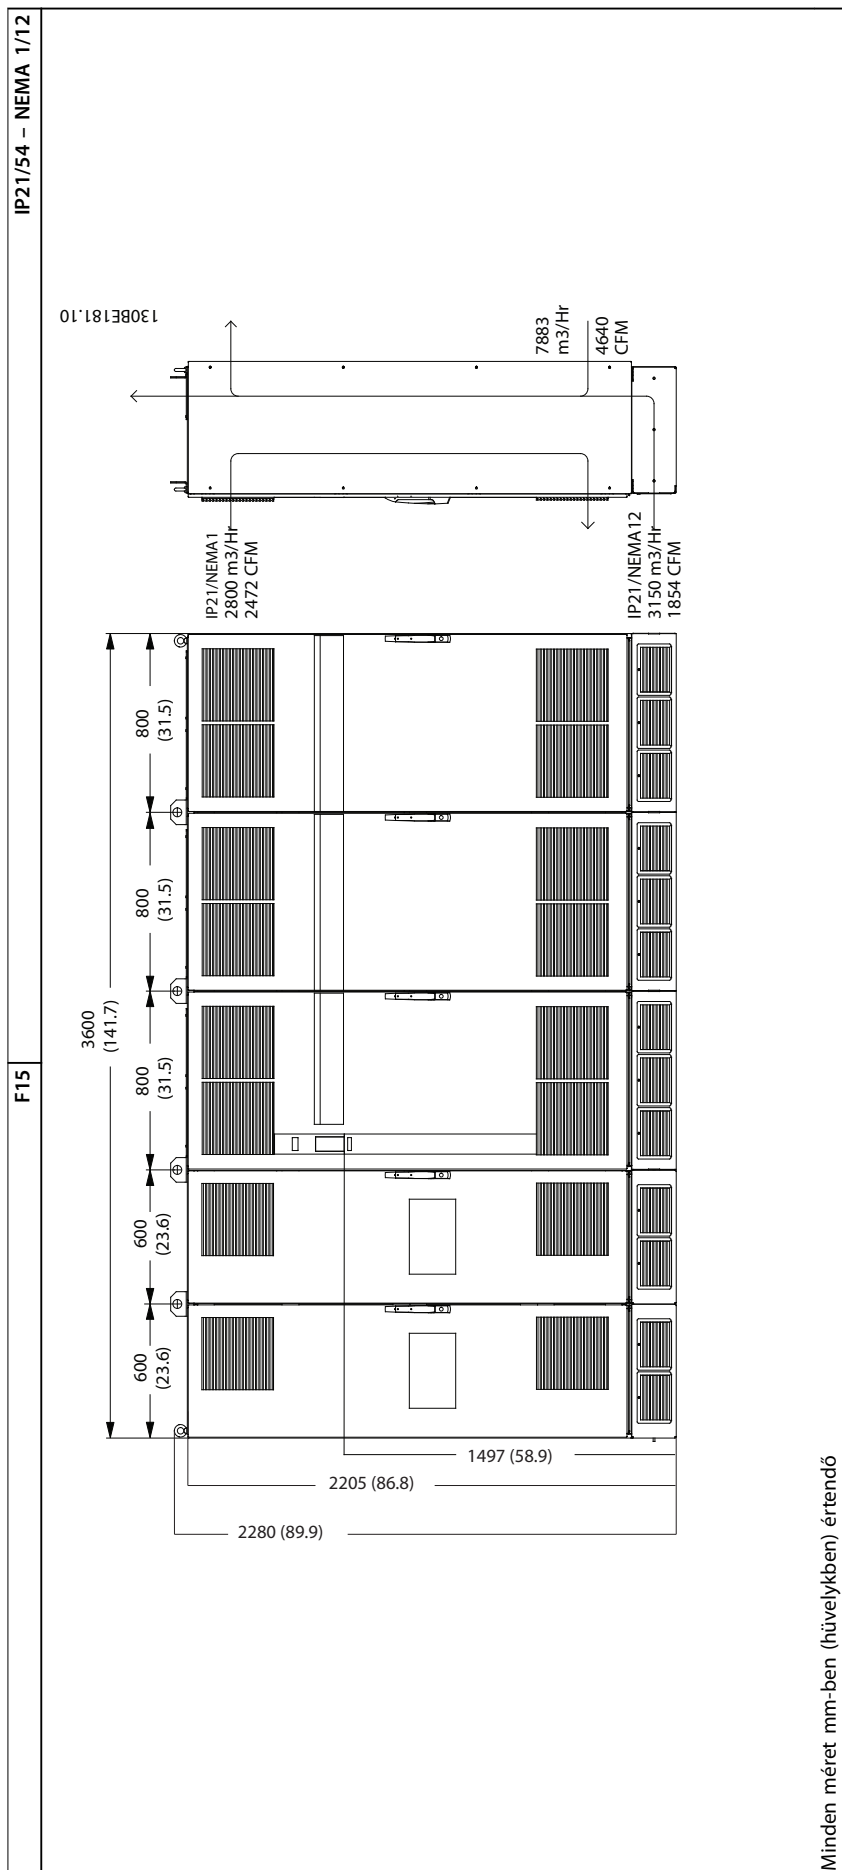 F15
IP21/54 – NEMA 1/12
130BE181.10
3600
(141.7)
600
(23.6)
600
(23.6)
800
(31.5)
800
(31.5)
800
(31.5)
2280 (89.9)
2205 (86.8)
1497 (58.9)
IP21/NEMA1
2800 m3/Hr
2472 CFM
7883
m3/Hr
4640
CFM
IP21/NEMA12
3150 m3/Hr
1854 CFM
Minden méret mm-ben (hüvelykben) értendő